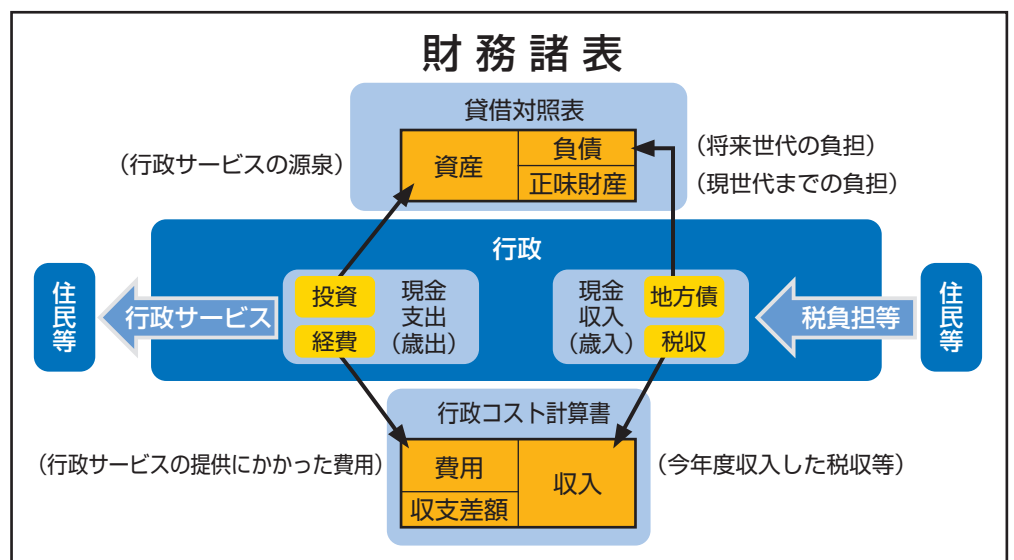 財務諸表
貸借対照表
(行政サービスの源泉)
資産
負債
正味財産
(将来世代の負担)
(現世代までの負担)
行政
住民等
行政サービス
投資
経費
現金
支出
(歳出)
現金
収入
(歳入)
地方債
税収
税負担等
住民等
行政コスト計算書
(行政サービスの提供にかかった費用)
費用
収支差額
収入
(今年度収入した税収等)